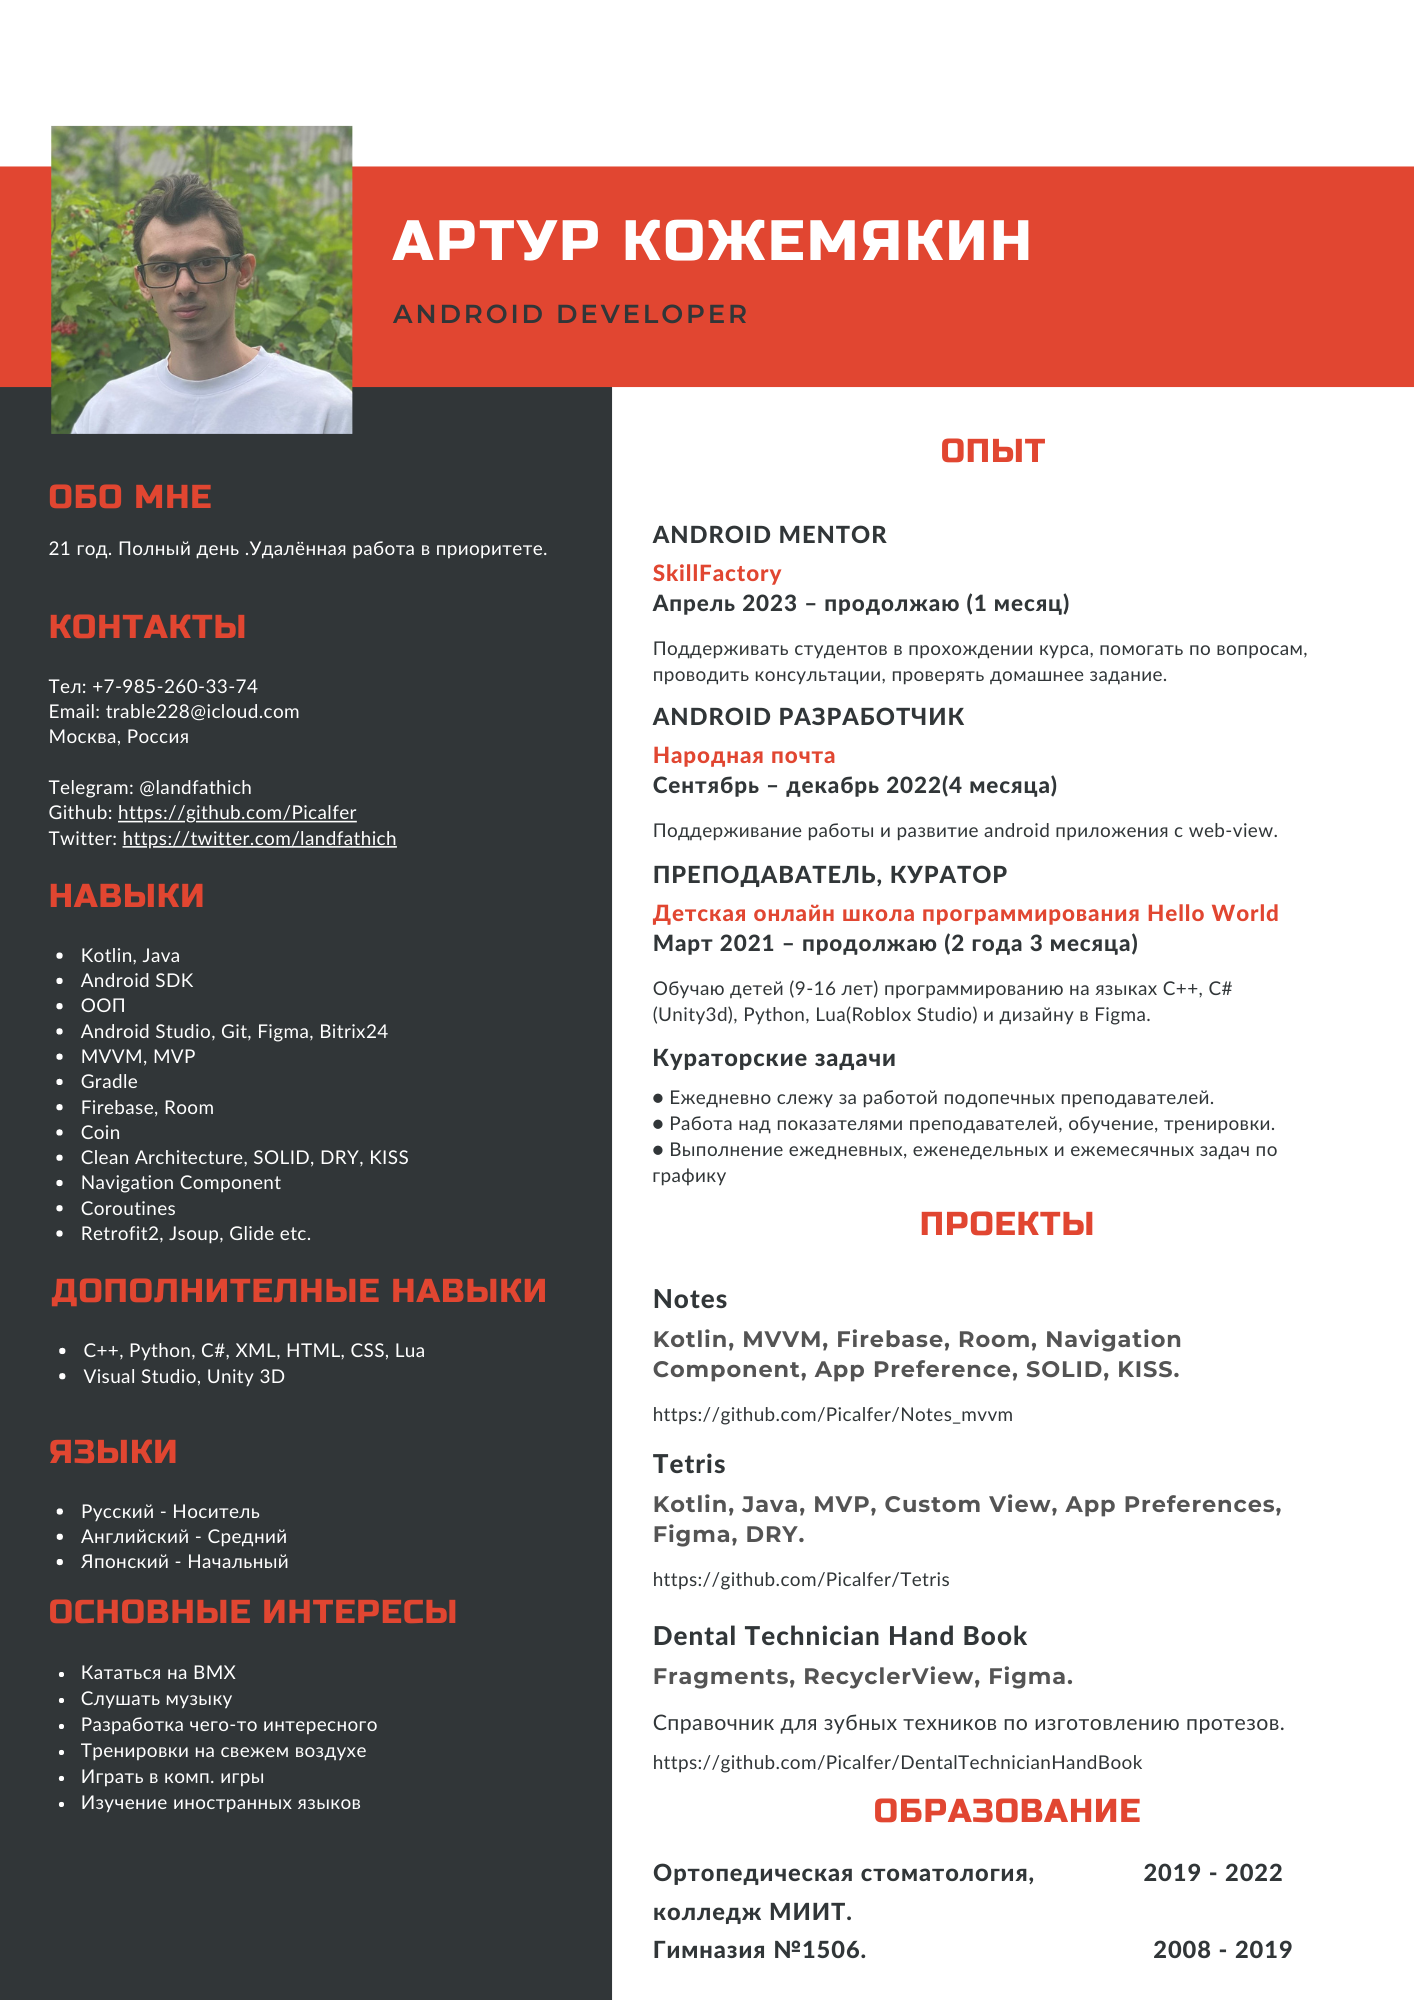 АРТУР КОЖЕМЯКИН
ANDROID DEVELOPER
ОБО МНЕ
21 год. Полный день .Удалённая работа в приоритете.
КОНТАКТЫ
Тел: +7-985-260-33-74
Email: trable228@icloud.com
Москва, Россия
Telegram: @landfathich
Github: https://github.com/Picalfer
Twitter: https://twitter.com/landfathich
НАВЫКИ
• Kotlin, Java
• Android SDK
• ООП
• Android Studio, Git, Figma, Bitrix24
• MVVM, MVP
• Gradle
• Firebase, Room
• Coin
• Clean Architecture, SOLID, DRY, KISS
• Navigation Component
• Coroutines
• Retrofit2, Jsoup, Glide etc.
ДОПОЛНИТЕЛНЫЕ НАВЫКИ
• C++, Python, C#, XML, HTML, CSS, Lua
• Visual Studio, Unity 3D
ЯЗЫКИ
• Русский - Носитель
• Английский - Средний
• Японский - Начальный
ОСНОВНЫЕ ИНТЕРЕСЫ
• Кататься на BMX
• Слушать музыку
• Разработка чего-то интересного
• Тренировки на свежем воздухе
• Играть в комп. игры
• Изучение иностранных языков
ОПЫТ
ANDROID MENTOR
SkillFactory
Апрель 2023 – продолжаю (1 месяц)
Поддерживать студентов в прохождении курса, помогать по вопросам,
проводить консультации, проверять домашнее задание.
ANDROID РАЗРАБОТЧИК
Народная почта
Сентябрь – декабрь 2022(4 месяца)
Поддерживание работы и развитие android приложения с web-view.
ПРЕПОДАВАТЕЛЬ, КУРАТОР
Детская онлайн школа программирования Hello World
Март 2021 – продолжаю (2 года 3 месяца)
Обучаю детей (9-16 лет) программированию на языках C++, C#
(Unity3d), Python, Lua(Roblox Studio) и дизайну в Figma.
Кураторские задачи
● Ежедневно слежу за работой подопечных преподавателей.
● Работа над показателями преподавателей, обучение, тренировки.
● Выполнение ежедневных, еженедельных и ежемесячных задач по
графику
ПРОЕКТЫ
Notes
Kotlin, MVVM, Firebase, Room, Navigation
Component, App Preference, SOLID, KISS.
https://github.com/Picalfer/Notes_mvvm
Tetris
Kotlin, Java, MVP, Custom View, App Preferences,
Figma, DRY.
https://github.com/Picalfer/Tetris
Dental Technician Hand Book
Fragments, RecyclerView, Figma.
Справочник для зубных техников по изготовлению протезов.
https://github.com/Picalfer/DentalTechnicianHandBook
ОБРАЗОВАНИЕ
Ортопедическая стоматология, 2019 - 2022
колледж МИИТ.
Гимназия №1506. 2008 - 2019